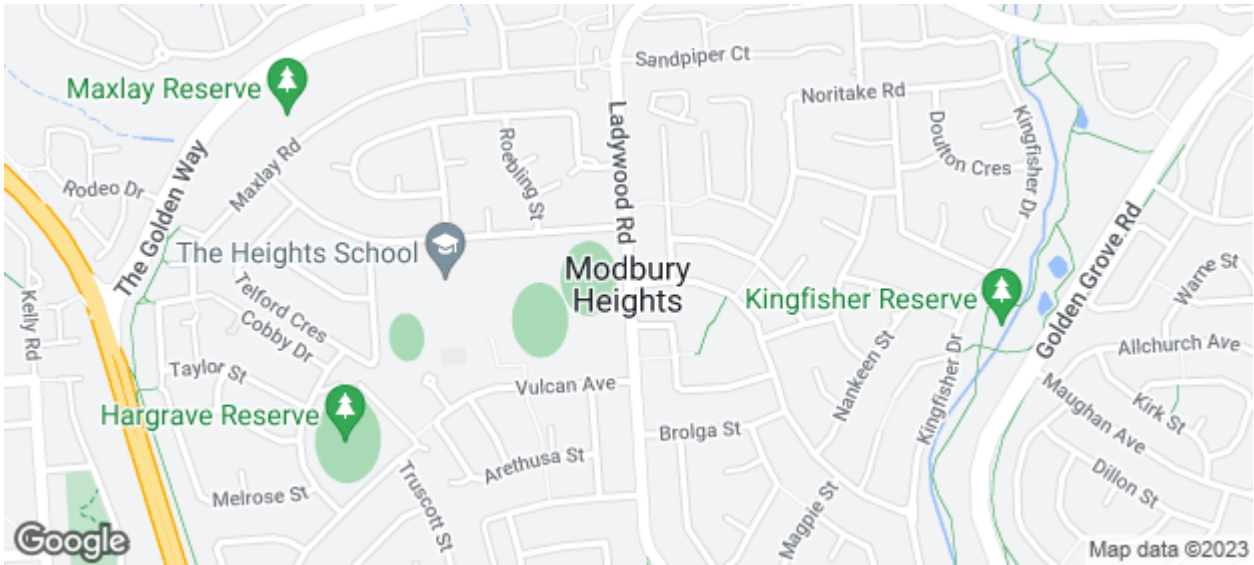 Sandpiper Ct
Maxlay Reserve
Noritake Rd
Ladywood Rd
Kingfisher Dr
Roebling St
Doulton Cres
The Golden Way
Maxlay Rd
Rodeo Dr
The Heights School
Golden Grove Rd
Modbury
Heights
Warne St
Kingfisher Reserve
Telford Cres
Kelly Rd
Cobby Dr
Allchurch Ave
Taylor St
Nankeen St
Vulcan Ave
Kingfisher Dr
Maughan Ave
Kirk St
Hargrave Reserve
Brolga St
Arethusa St
Dillon St
Melrose St
Truscott St
Magpie St
Google
Map data ©2023